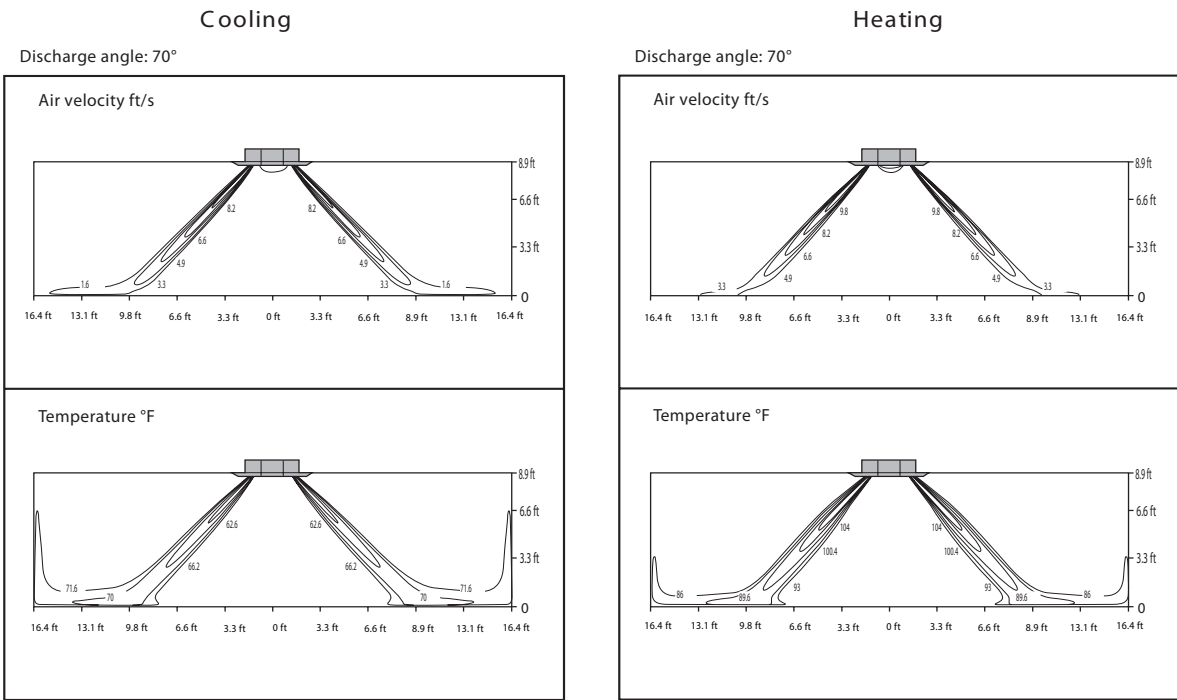 Cooling
Discharge angle: 70°
Air velocity ft/s
8.9 ft
6.6 ft
3.3 ft
0
8.2
8.2
6.6
6.6
4.9
4.9
1.6
3.3
3.3
1.6
16.4 ft 13.1 ft 9.8 ft 6.6 ft 3.3 ft 0 ft 3.3 ft 6.6 ft 8.9 ft 13.1 ft 16.4 ft
Temperature °F
8.9 ft
6.6 ft
3.3 ft
0
62.6
62.6
66.2
66.2
71.6
70
70
71.6
16.4 ft 13.1 ft 9.8 ft 6.6 ft 3.3 ft 0 ft 3.3 ft 6.6 ft 8.9 ft 13.1 ft 16.4 ft
Heating
Discharge angle: 70°
Air velocity ft/s
8.9 ft
6.6 ft
3.3 ft
0
9.8
9.8
8.2
8.2
6.6
6.6
4.9
4.9
3.3
3.3
16.4 ft 13.1 ft 9.8 ft 6.6 ft 3.3 ft 0 ft 3.3 ft 6.6 ft 8.9 ft 13.1 ft 16.4 ft
Temperature °F
8.9 ft
6.6 ft
3.3 ft
0
104
104
100.4
100.4
93
93
86
89.6
89.6
86
16.4 ft 13.1 ft 9.8 ft 6.6 ft 3.3 ft 0 ft 3.3 ft 6.6 ft 8.9 ft 13.1 ft 16.4 ft